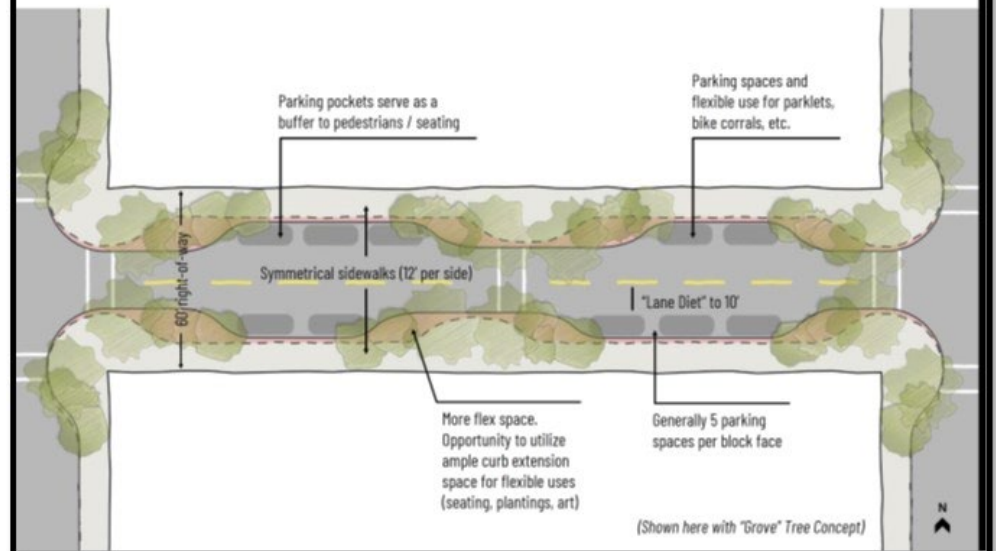 Parking pockets serve as a
buffer to pedestrians / seating
Parking spaces and
flexible use for parklets,
bike corrals, etc.
60' right-of-way
Symmetrical sidewalks (12' per side)
"Lane Diet" to 10'
More flex space.
Opportunity to utilize
ample curb extension
space for flexible uses
(seating, plantings, art)
Generally 5 parking
spaces per block face
(Shown here with "Grove" Tree Concept)
N